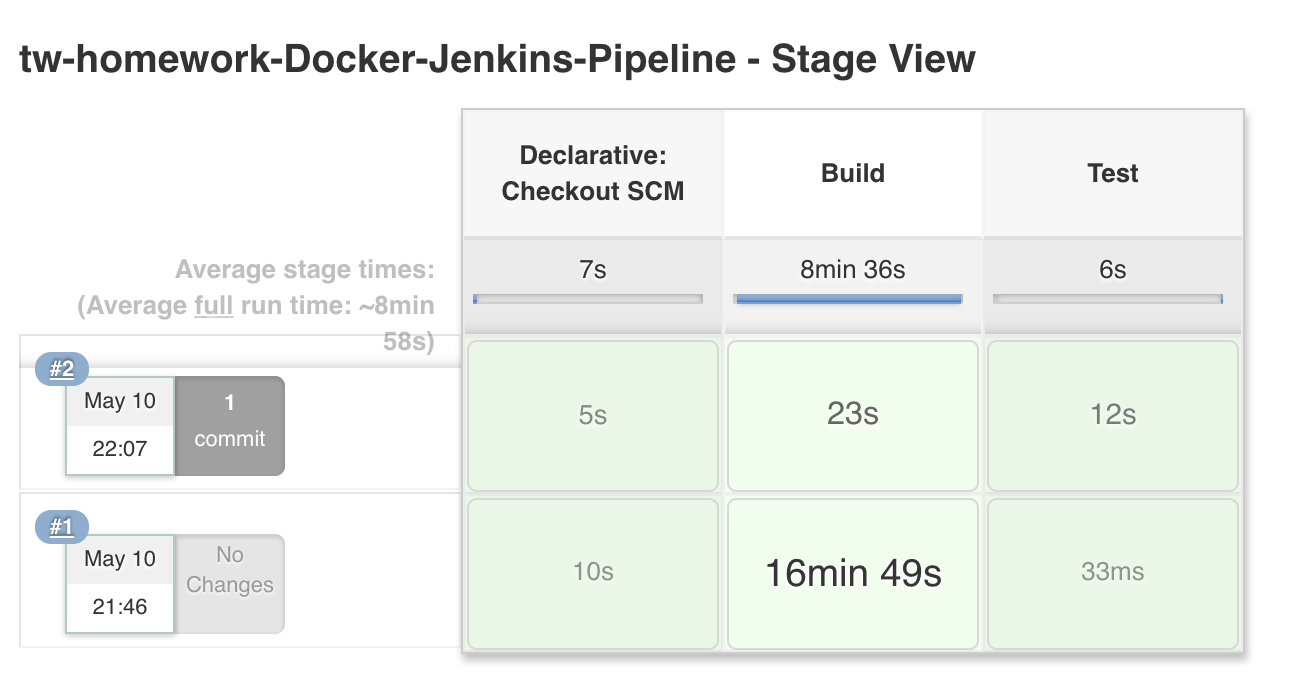 tw-homework-Docker-Jenkins-Pipeline - Stage View
Declarative:
Checkout SCM
Build
Test
Average stage times:
(Average full run time: ~8min
58s)
7s
8min 36s
6s
#2
May 10
22:07
1
commit
5s
23s
12s
#1
May 10
21:46
No
Changes
10s
16min 49s
33ms